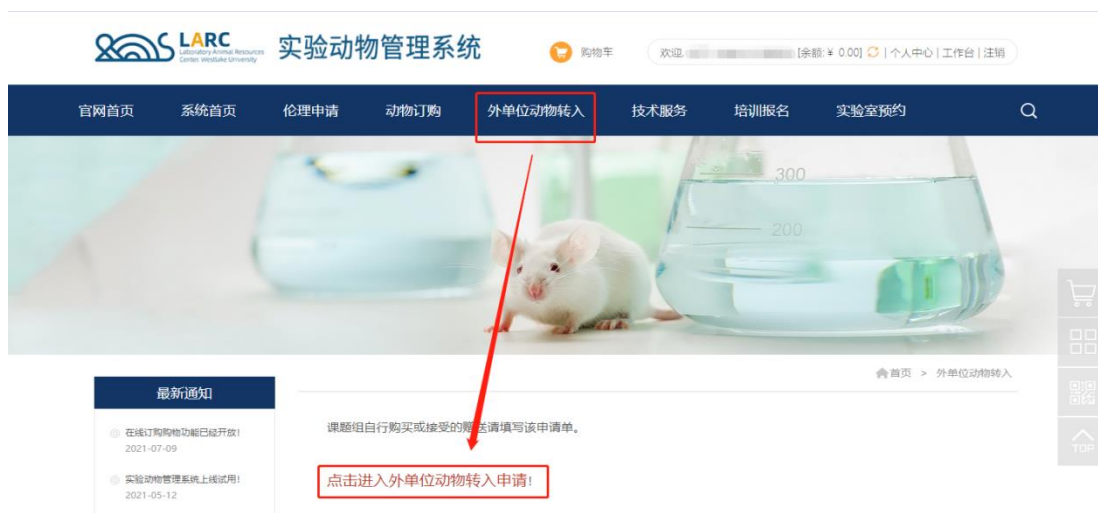 LARC
Laboratory Animal Resources
Center, Westlake University
实验动物管理系统
购物车
欢迎,
[余额:¥ 0.00] | 个人中心 | 工作台 | 注销
官网首页 系统首页 伦理申请 动物订购 外单位动物转入 技术服务 培训报名 实验室预约
300
200
首页 > 外单位动物转入
最新通知
在线订购购物功能已经开放!
2021-07-09
实验动物管理系统上线试用!
2021-05-12
课题组自行购买或接受的赠送请填写该申请单。
点击进入外单位动物转入申请!
TOP